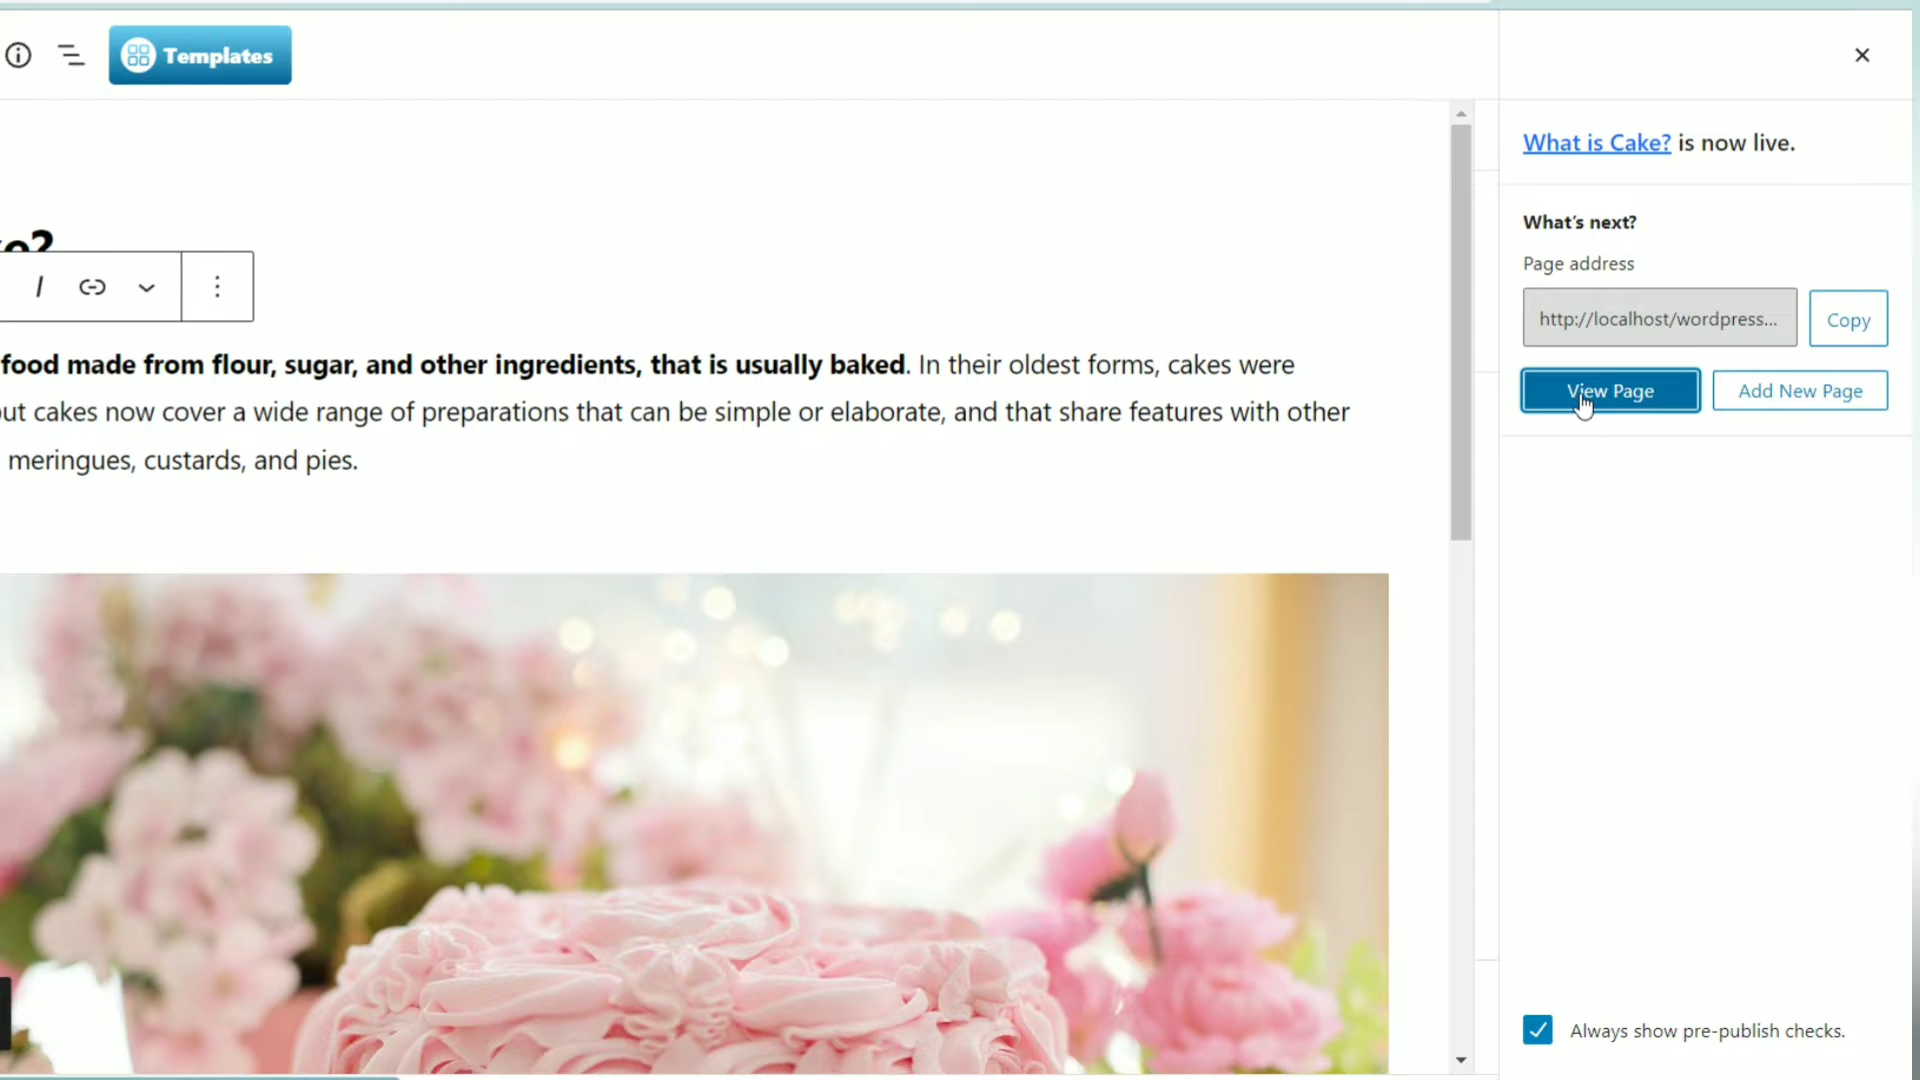 Templates
What is Cake? is now live.
What's next?
Page address
http://localhost/wordpress...
Copy
View Page
Add New Page
?
food made from flour, sugar, and other ingredients, that is usually baked. In their oldest forms, cakes were
cakes now cover a wide range of preparations that can be simple or elaborate, and that share features with other
meringues, custards, and pies.
Always show pre-publish checks.